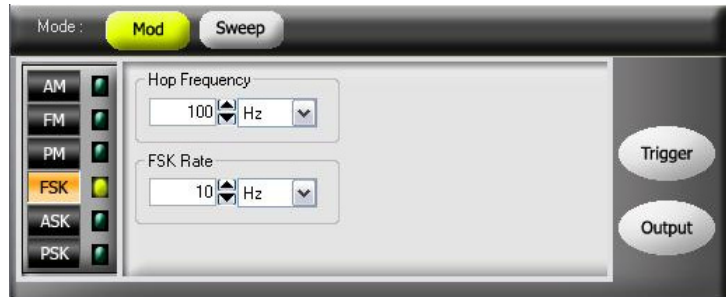 Mode : Mod Sweep
AM
FM
PM
FSK
ASK
PSK
Hop Frequency
100 Hz
FSK Rate
10 Hz
Trigger
Output